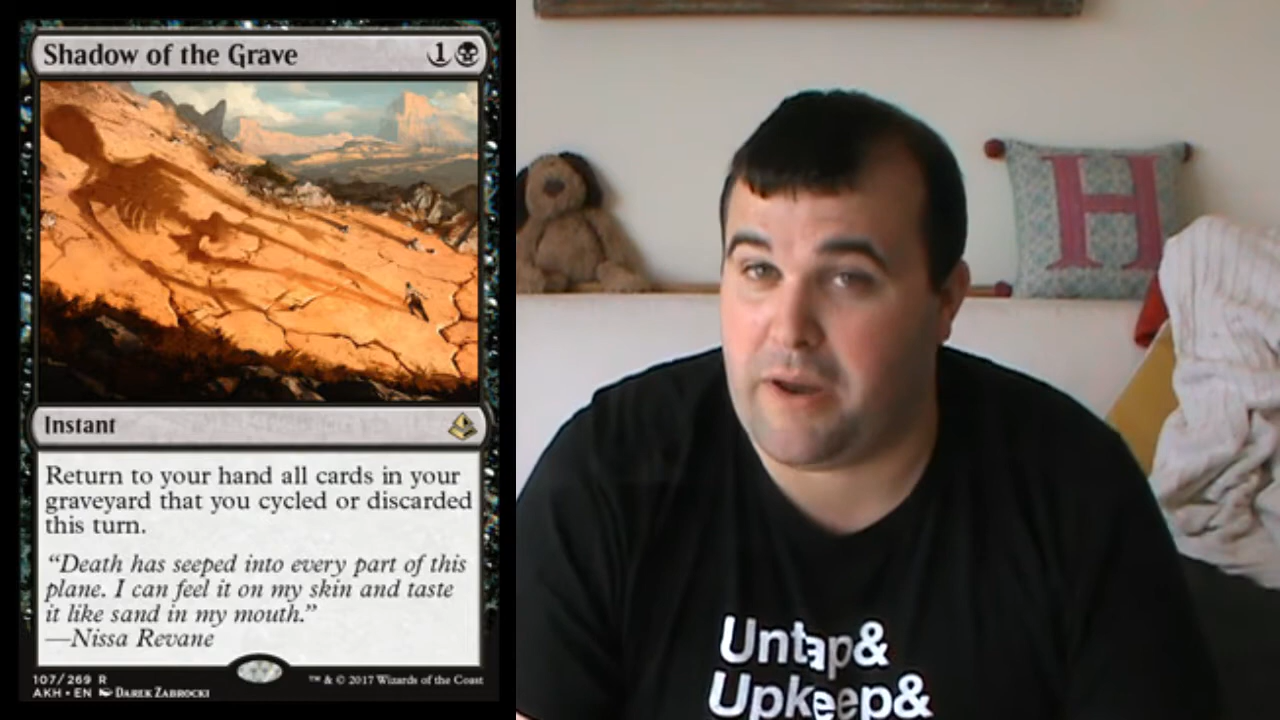 Shadow of the Grave 1
Instant
Return to your hand all cards in your
graveyard that you cycled or discarded
this turn.
“Death has seeped into every part of this
plane. I can feel it on my skin and taste
it like sand in my mouth.”
—Nissa Revane
107/269 R
AKH • EN Darek Zabrocki
™ & © 2017 Wizards of the Coast
H
Untap&
Upkeep&